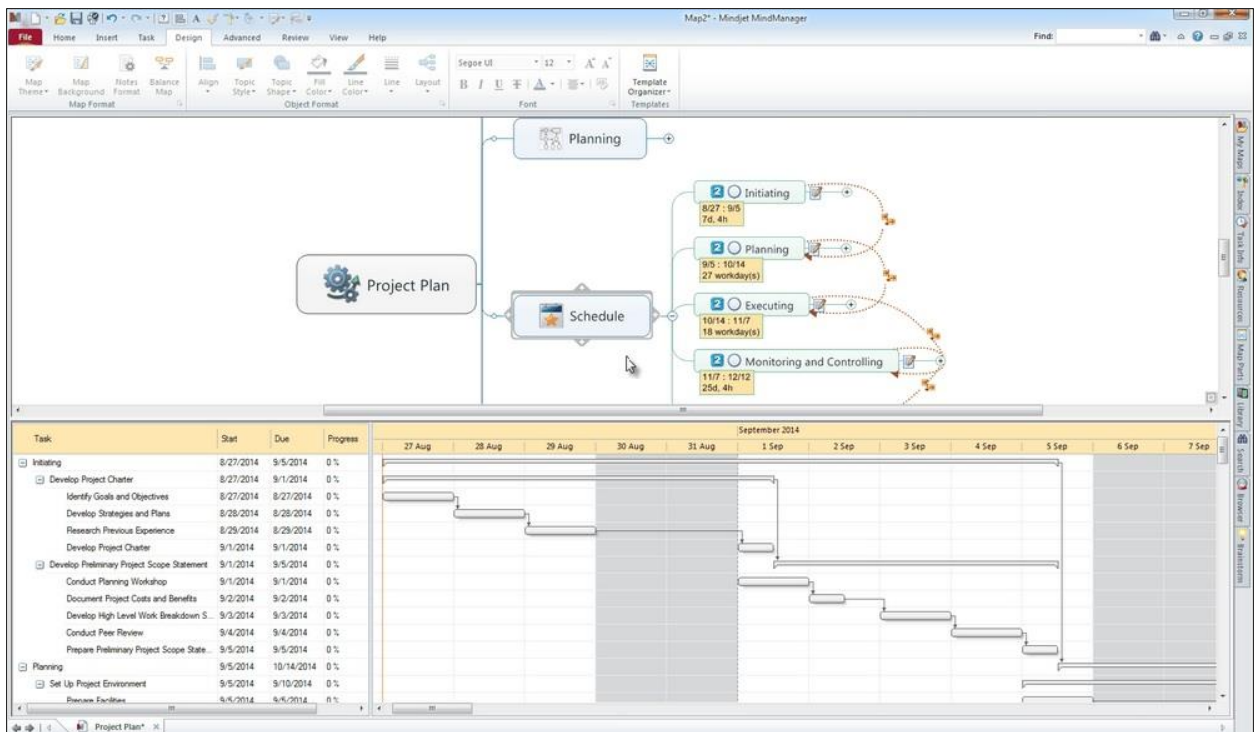 Map2* - Mindjet MindManager
File Home Insert Task Design Advanced Review View Help Find:
Map Theme Map Background Notes Format Balance Map Align Topic Style Topic Shape Fill Color Line Color Line Layout Segoe UI 12 A A B I U A Template Organizer
Map Format Object Format Font Templates
Planning
Project Plan
Schedule
2 Initiating
8/27 : 9/5
7d, 4h
2 Planning
9/5 : 10/14
27 workday(s)
2 Executing
10/14 : 11/7
18 workday(s)
2 Monitoring and Controlling
11/7 : 12/12
25d, 4h
My Maps
Index
Task Info
Resources
Map Parts
Library
Search
Browser
Brainstorm
Task Start Due Progress
September 2014
27 Aug 28 Aug 29 Aug 30 Aug 31 Aug 1 Sep 2 Sep 3 Sep 4 Sep 5 Sep 6 Sep 7 Sep
Initiating 8/27/2014 9/5/2014 0 %
Develop Project Charter 8/27/2014 9/1/2014 0 %
Identify Goals and Objectives 8/27/2014 8/27/2014 0 %
Develop Strategies and Plans 8/28/2014 8/28/2014 0 %
Research Previous Experience 8/29/2014 8/29/2014 0 %
Develop Project Charter 9/1/2014 9/1/2014 0 %
Develop Preliminary Project Scope Statement 9/1/2014 9/5/2014 0 %
Conduct Planning Workshop 9/1/2014 9/1/2014 0 %
Document Project Costs and Benefits 9/2/2014 9/2/2014 0 %
Develop High Level Work Breakdown S... 9/3/2014 9/3/2014 0 %
Conduct Peer Review 9/4/2014 9/4/2014 0 %
Prepare Preliminary Project Scope State... 9/5/2014 9/5/2014 0 %
Planning 9/5/2014 10/14/2014 0 %
Set Up Project Environment 9/5/2014 9/10/2014 0 %
Prepare Facilities 9/5/2014 9/5/2014 0 %
Project Plan*